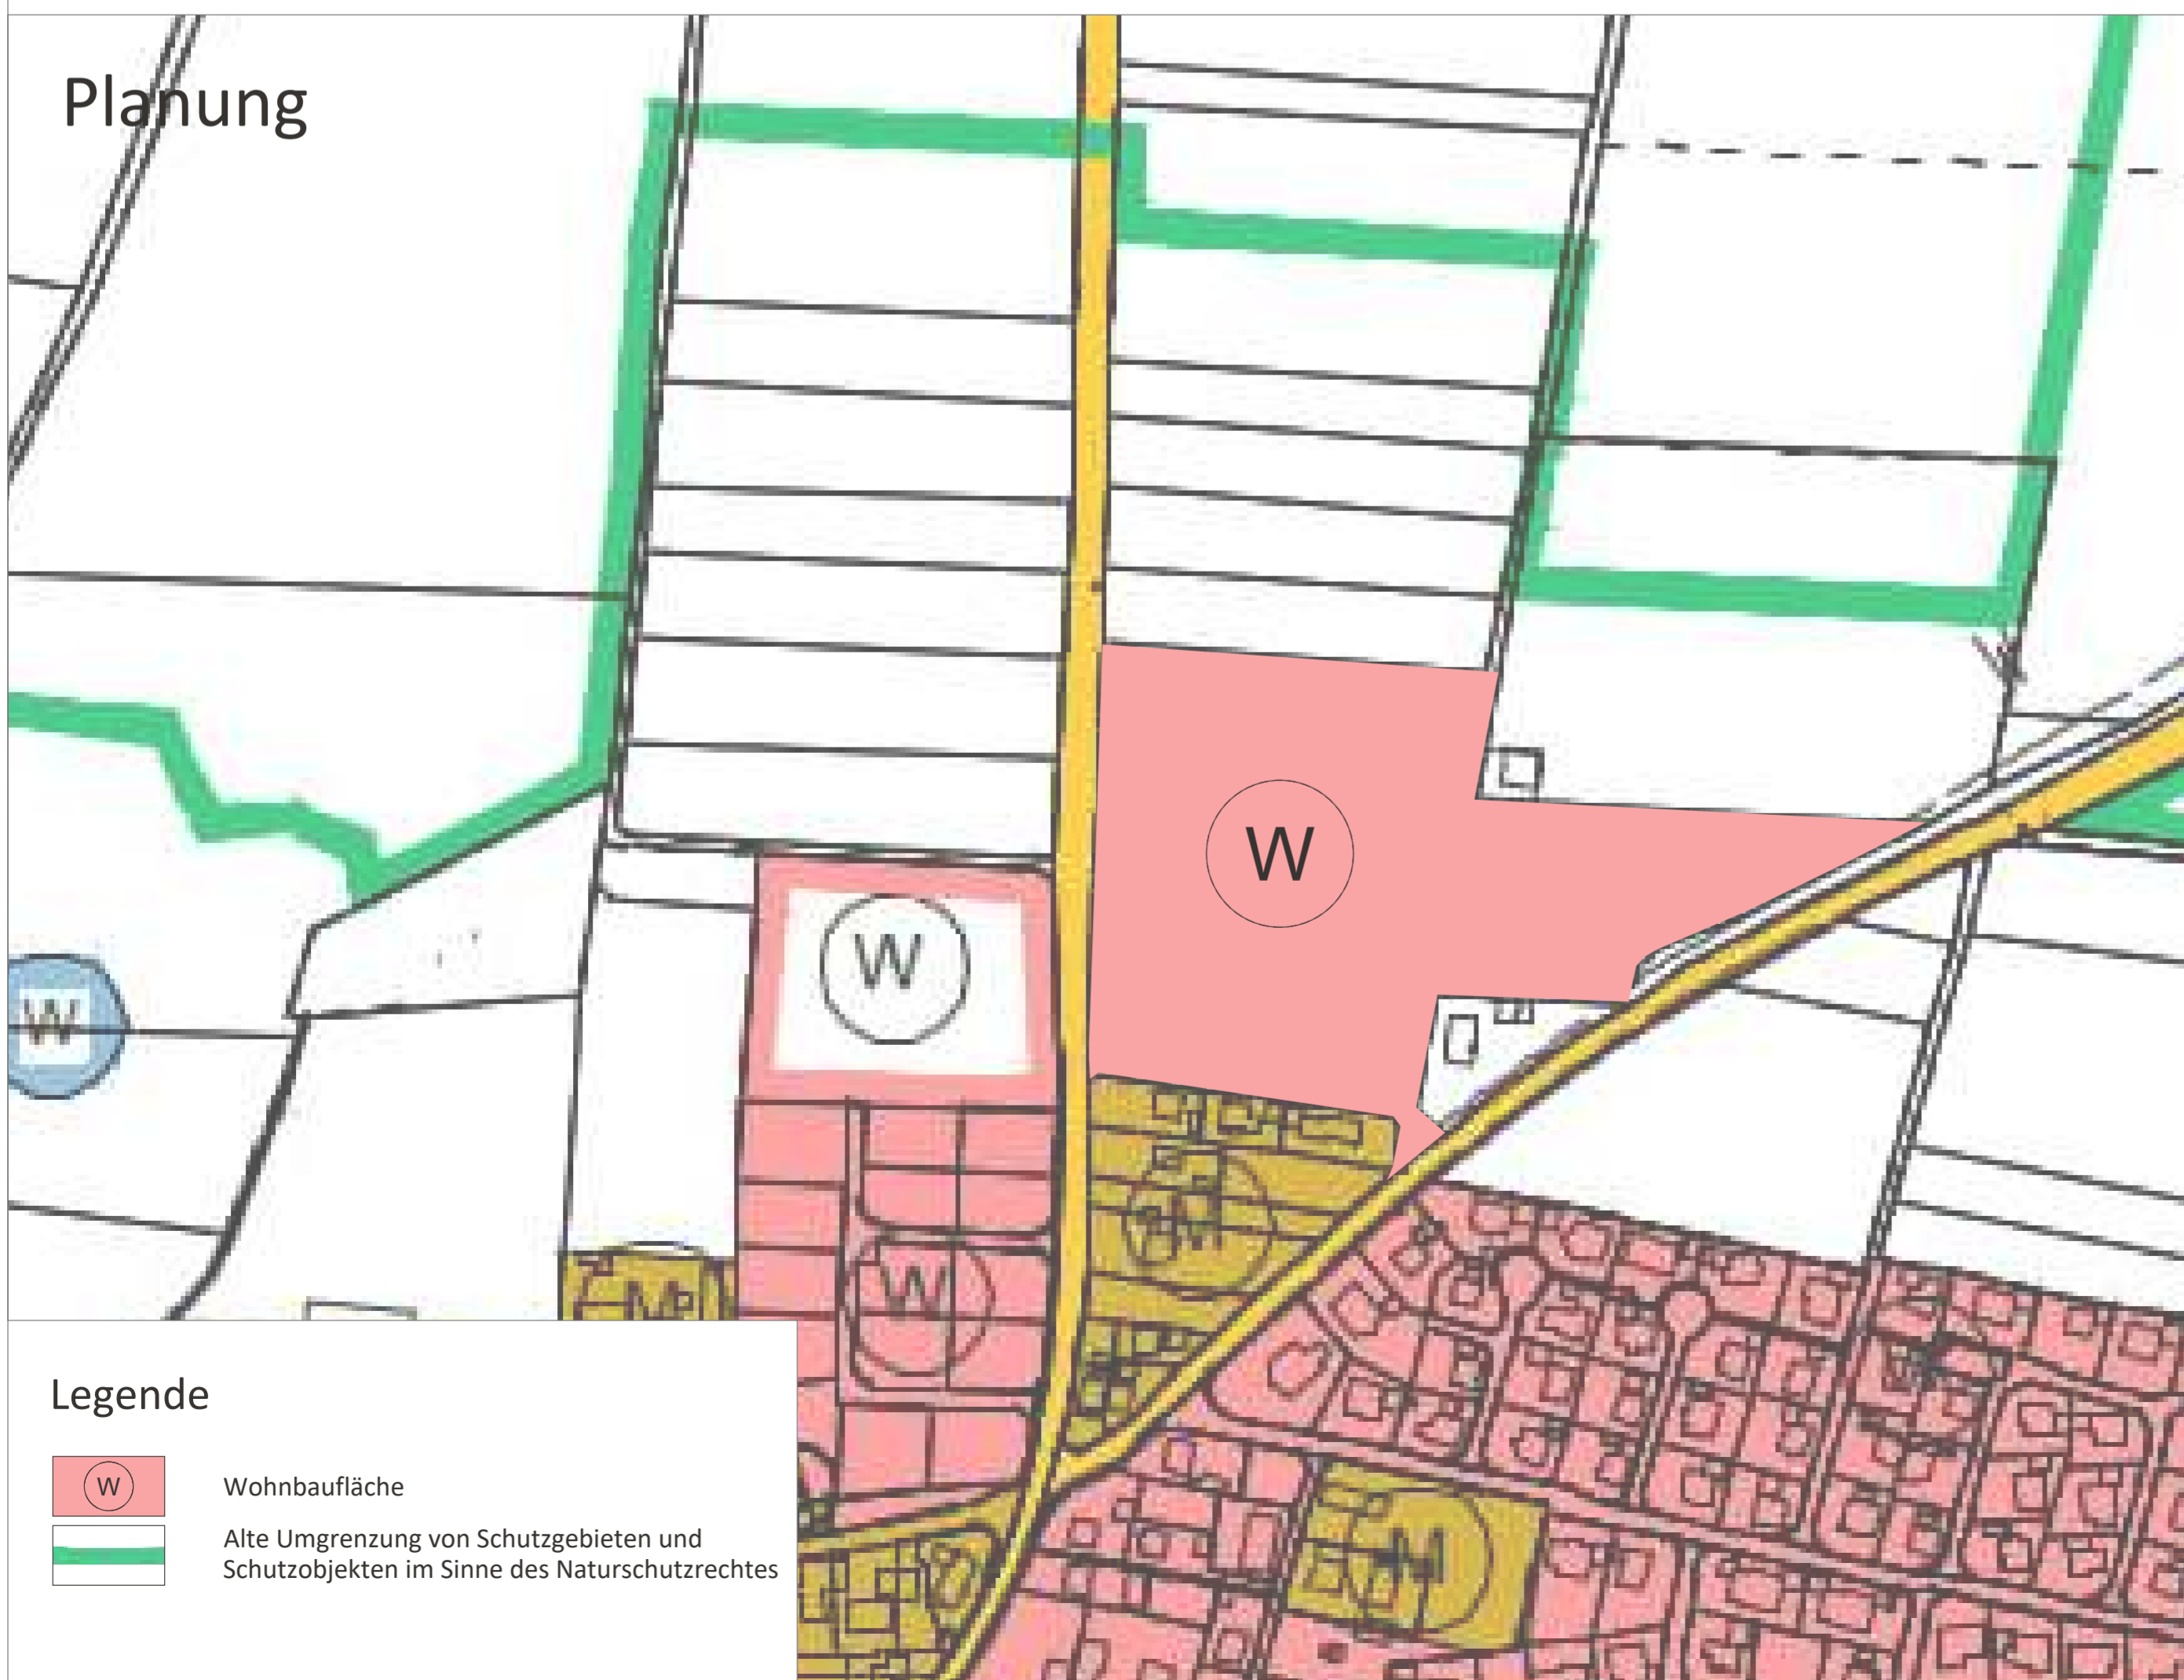 Planung
W
W
W
M
W
M
Legende
W
Wohnbaufläche
Alte Umgrenzung von Schutzgebieten und
Schutzobjekten im Sinne des Naturschutzrechtes
M